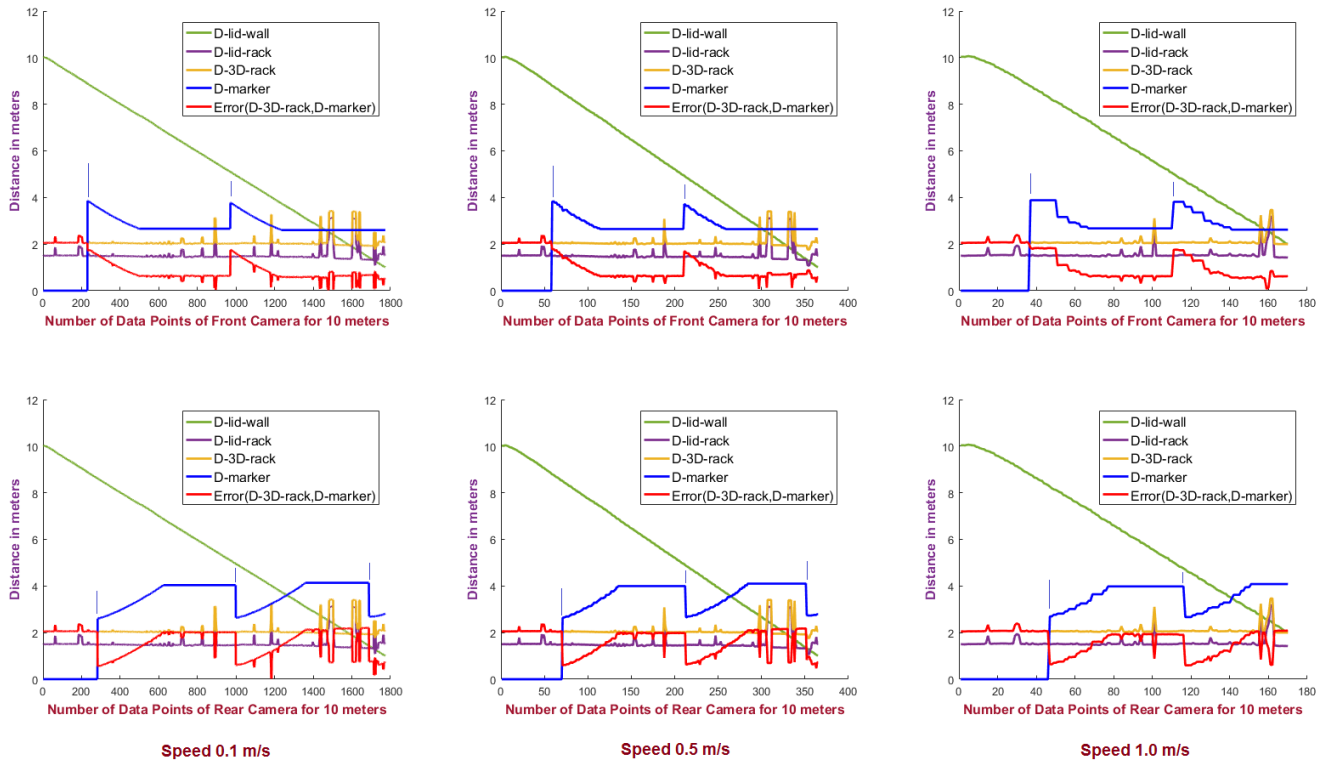 12
10
8
6
4
2
0
Distance in meters
D-lid-wall
D-lid-rack
D-3D-rack
D-marker
Error(D-3D-rack,D-marker)
0 200 400 600 800 1000 1200 1400 1600 1800
Number of Data Points of Front Camera for 10 meters
12
10
8
6
4
2
0
Distance in meters
D-lid-wall
D-lid-rack
D-3D-rack
D-marker
Error(D-3D-rack,D-marker)
0 50 100 150 200 250 300 350 400
Number of Data Points of Front Camera for 10 meters
12
10
8
6
4
2
0
Distance in meters
D-lid-wall
D-lid-rack
D-3D-rack
D-marker
Error(D-3D-rack,D-marker)
0 20 40 60 80 100 120 140 160 180
Number of Data Points of Front Camera for 10 meters
12
10
8
6
4
2
0
Distance in meters
D-lid-wall
D-lid-rack
D-3D-rack
D-marker
Error(D-3D-rack,D-marker)
0 200 400 600 800 1000 1200 1400 1600 1800
Number of Data Points of Rear Camera for 10 meters
12
10
8
6
4
2
0
Distance in meters
D-lid-wall
D-lid-rack
D-3D-rack
D-marker
Error(D-3D-rack,D-marker)
0 50 100 150 200 250 300 350 400
Number of Data Points of Rear Camera for 10 meters
12
10
8
6
4
2
0
Distance in meters
D-lid-wall
D-lid-rack
D-3D-rack
D-marker
Error(D-3D-rack,D-marker)
0 20 40 60 80 100 120 140 160 180
Number of Data Points of Rear Camera for 10 meters
Speed 0.1 m/s
Speed 0.5 m/s
Speed 1.0 m/s